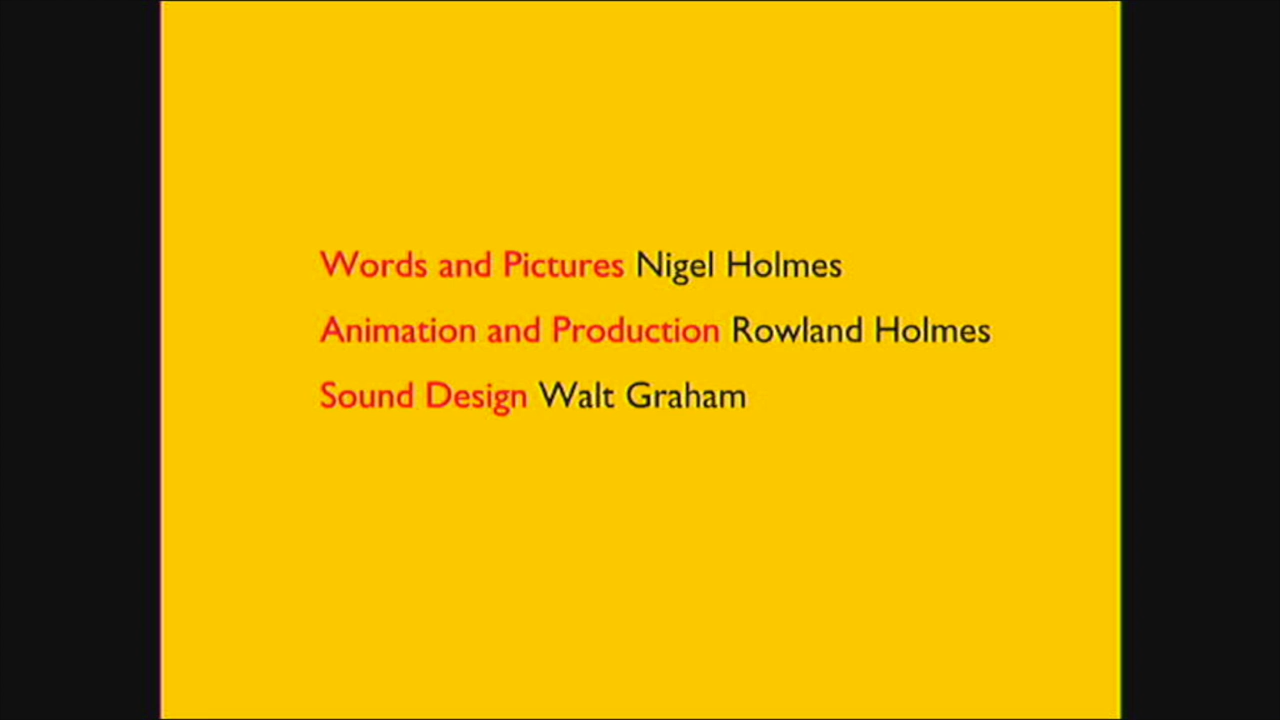 Words and Pictures Nigel Holmes
Animation and Production Rowland Holmes
Sound Design Walt Graham